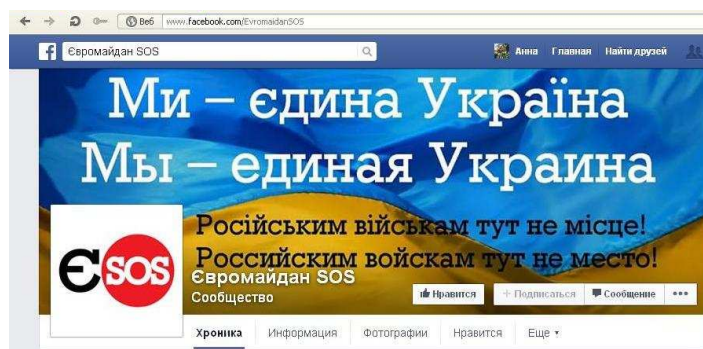 Веб www.facebook.com/EvromaidanSOS
Євромайдан SOS Анна Главная Найти друзей
Ми – єдина Україна
Мы – единая Украина
Російським військам тут не місце!
Российским войскам тут не место!
ЄSOS
Євромайдан SOS
Сообщество
Нравится + Подписаться Сообщение
Хроника Информация Фотографии Нравится Еще